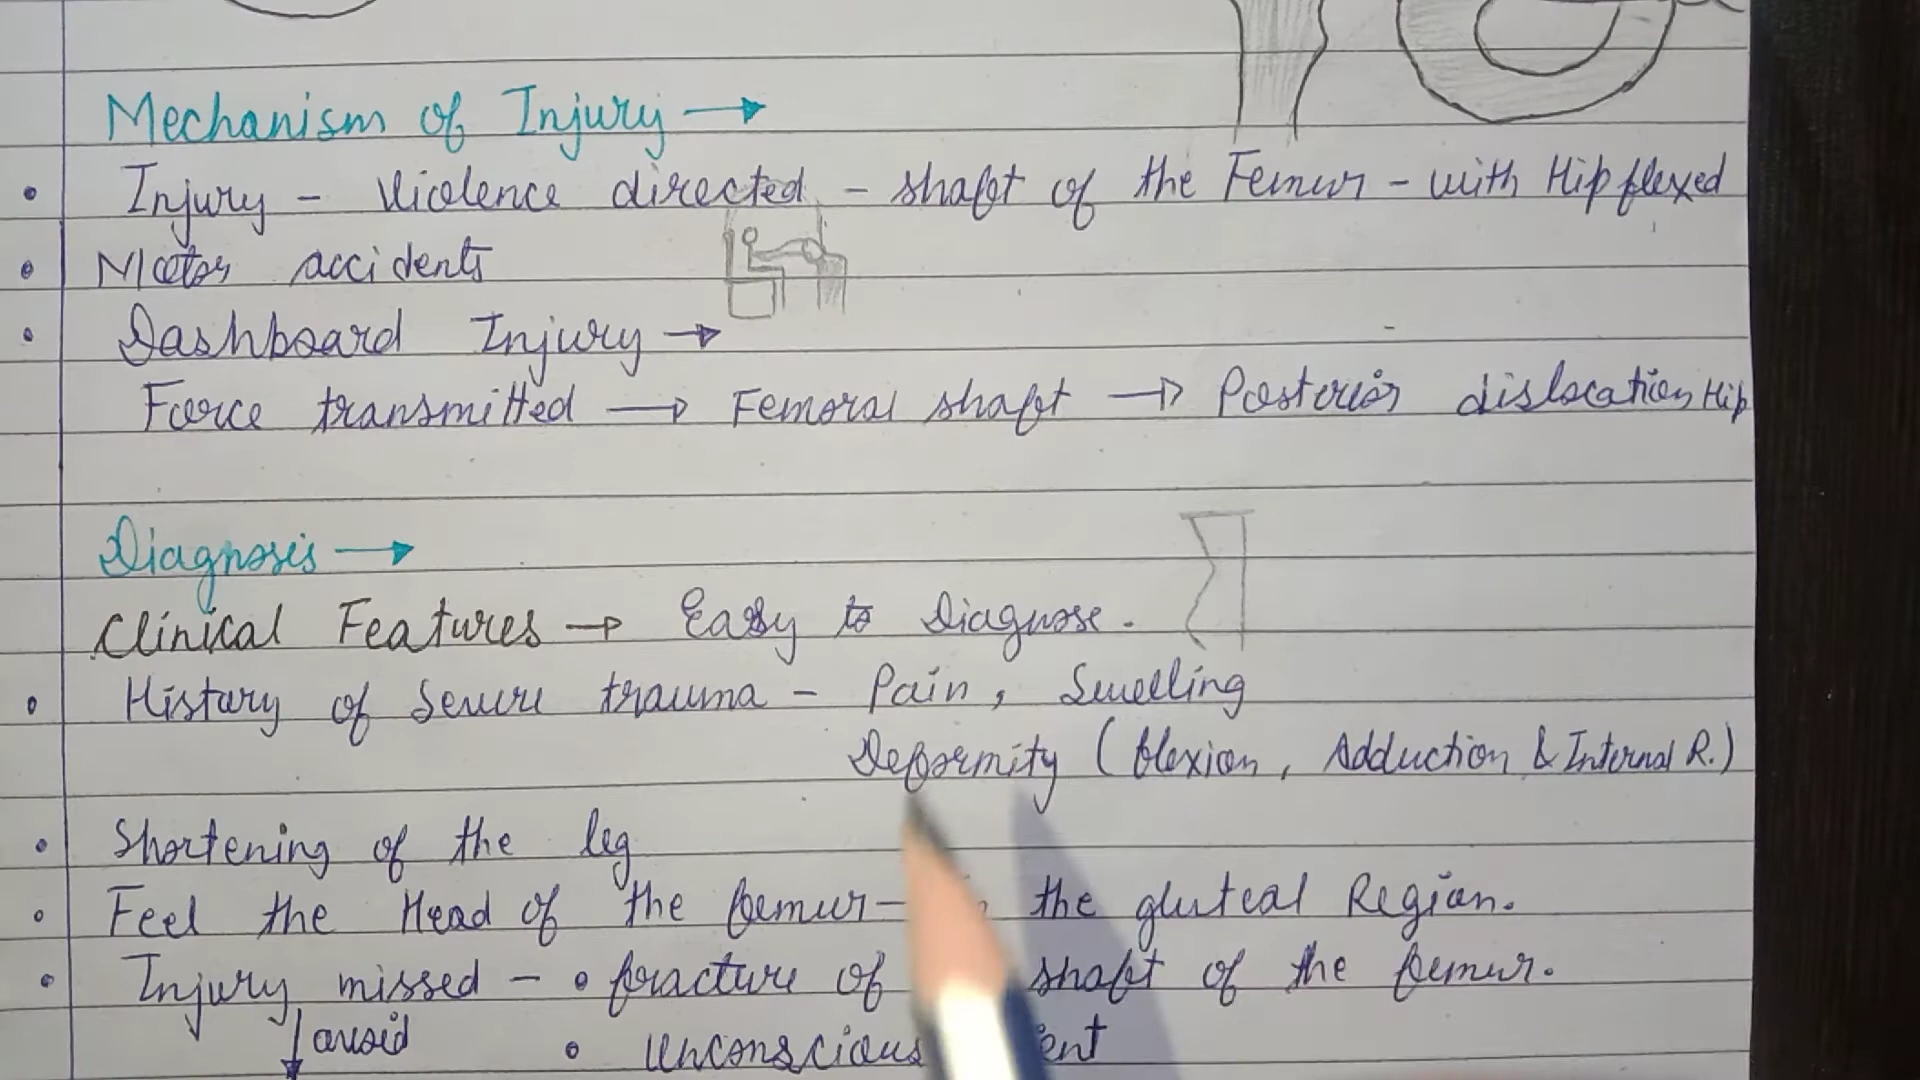 Mechanism of Injury →
• Injury - Violence directed - shaft of the Femur - with Hip flexed
• Motor accidents
• Dashboard Injury →
Force transmitted → Femoral shaft → Posterior dislocation Hip
Diagnosis →
Clinical Features → Easy to Diagnose.
• History of Severe trauma - Pain, Swelling
Deformity (flexion, Adduction & Internal R.)
• Shortening of the leg
• Feel the Head of the femur- the gluteal Region.
• Injury missed - • fracture of shaft of the femur.
↓ avoid • Unconscious